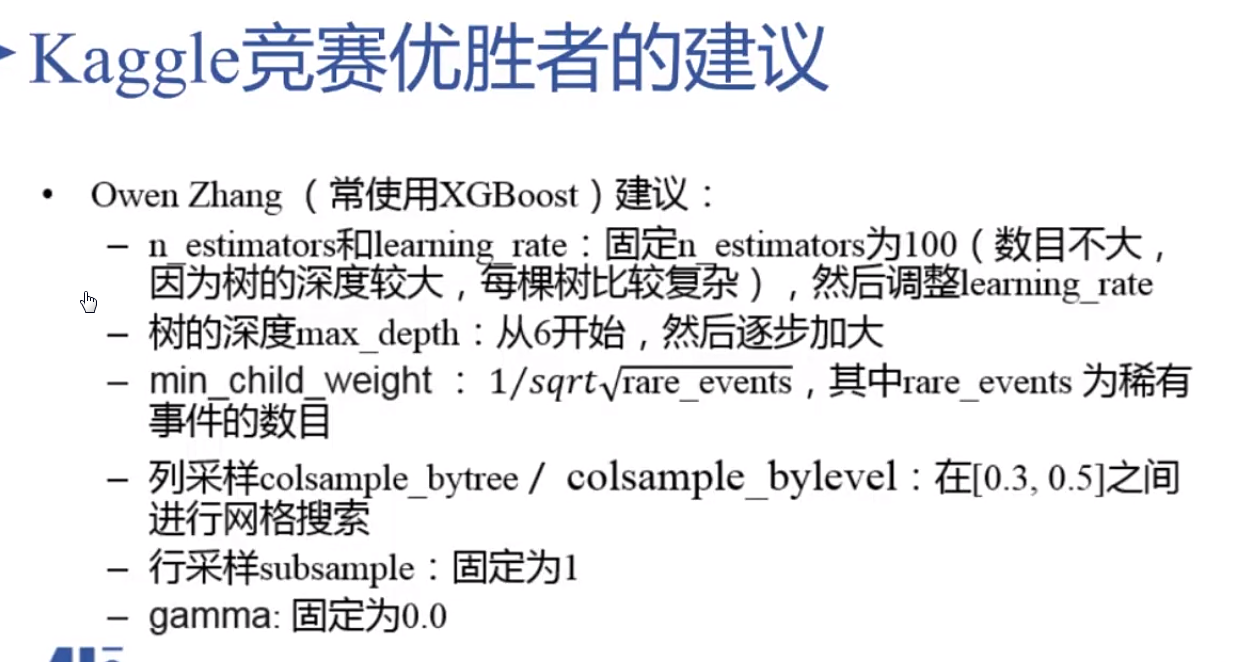 Kaggle竞赛优胜者的建议
• Owen Zhang （常使用XGBoost）建议：
– n_estimators和learning_rate：固定n_estimators为100（数目不大，
因为树的深度较大，每棵树比较复杂），然后调整learning_rate
– 树的深度max_depth：从6开始，然后逐步加大
– min_child_weight ： 1/sqrt√rare_events，其中rare_events 为稀有
事件的数目
– 列采样colsample_bytree / colsample_bylevel：在[0.3, 0.5]之间
进行网格搜索
– 行采样subsample：固定为1
– gamma: 固定为0.0